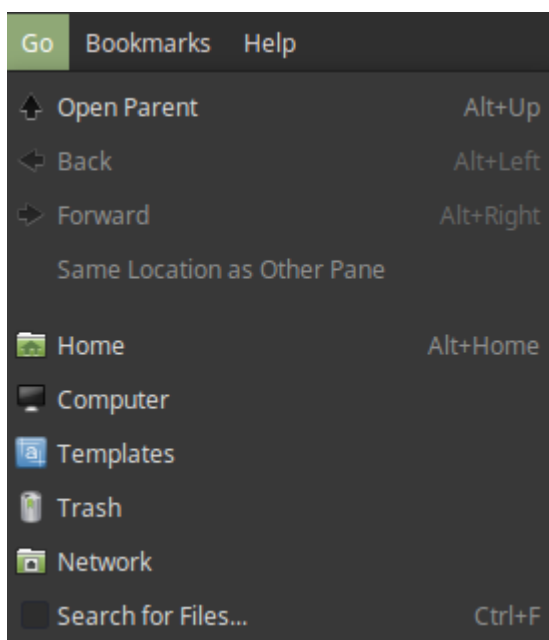 Go Bookmarks Help
Open Parent Alt+Up
Back Alt+Left
Forward Alt+Right
Same Location as Other Pane
Home Alt+Home
Computer
Templates
Trash
Network
Search for Files... Ctrl+F